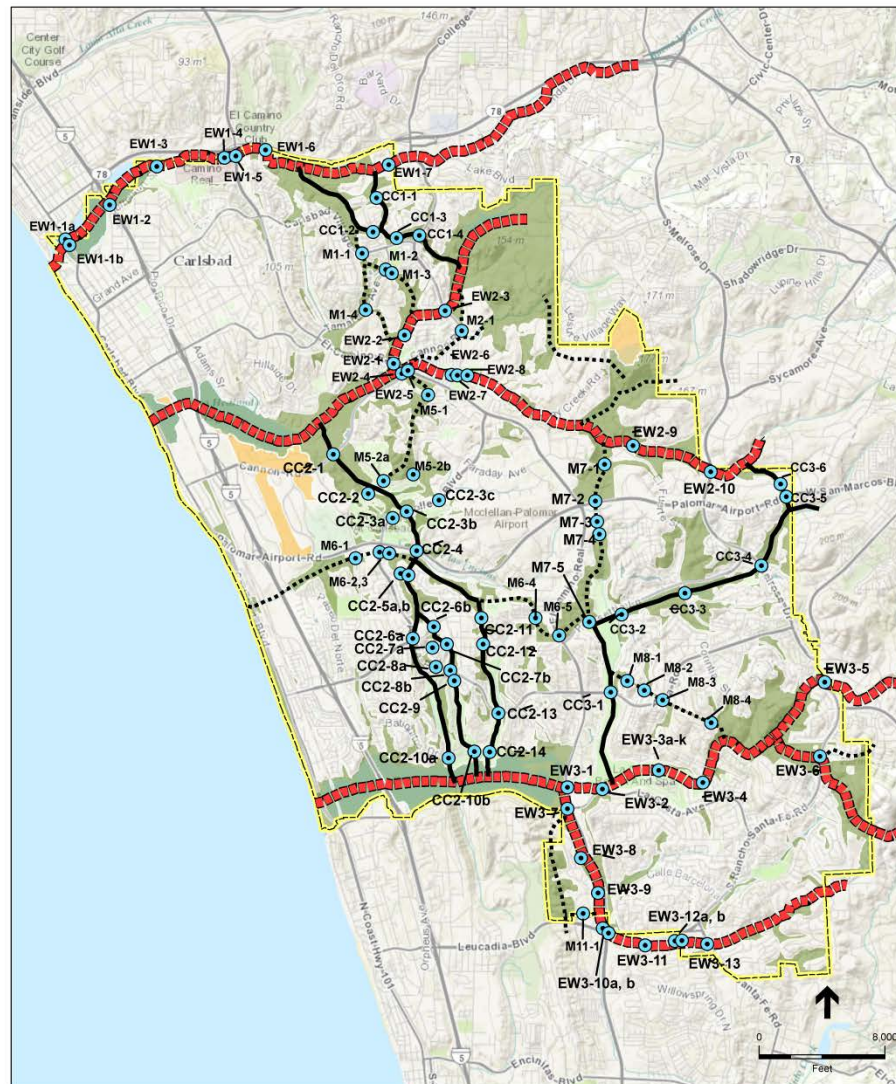 Center
City Golf
Course
146 m
78
93 m
El Camino
Country
Club
EW1-6
EW1-4
EW1-3
EW1-5
Camino
Real
EW1-7
Lake Blvd
78
5
CC1-1
EW1-2
CC1-3
EW1-1a
CC1-2
CC1-4
EW1-1b
Carlsbad
M1-1
M1-2
M1-3
154 m
105 m
Grand Ave
S Melrose Dr
Mar Vista Dr
Shadowridge Dr
Lupine Hills Dr
M1-4
EW2-3
171 m
M2-1
EW2-2
EW2-1
EW2-6
EW2-8
EW2-4
EW2-5
EW2-7
M5-1
Sycamore-Ave
Adams St
Hillside Dr
EW2-9
CC2-1
M5-2a
M5-2b
Faraday Ave
M7-1
EW2-10
CC3-6
CC3-5
CC2-2
CC2-3c
M7-2
Palomar-Airport-Rd
W-San-Marcos-B
5
CC2-3a
CC2-3b
Mcclellan-Palomar
Airport
M7-3
M7-4
M6-1
CC2-4
Palomar-Airport-Rd
CC3-4
M6-2,3
M7-5
M6-4
CC2-5a,b
CC2-6b
M6-5
CC3-3
CC2-6a
CC2-11
CC3-2
CC2-7a
CC2-12
CC2-8a
CC2-7b
M8-1
M8-2
EW3-5
CC2-8b
M8-3
CC2-9
CC3-1
CC2-13
M8-4
EW3-3a-k
CC2-10a
CC2-14
EW3-1
EW3-6
CC2-10b
EW3-2
EW3-4
EW3-7
S-Rancho-Santa-Fe-Rd
EW3-8
Calle Barcelona
EW3-9
N-Coast-Hwy-101
Orpheus-Ave
EW3-12a, b
Leucadia-Blvd
M11-1
EW3-11
EW3-13
EW3-10a, b
Willowspring Dr N
5
Encinitas-Blvd
0
8,000
Feet